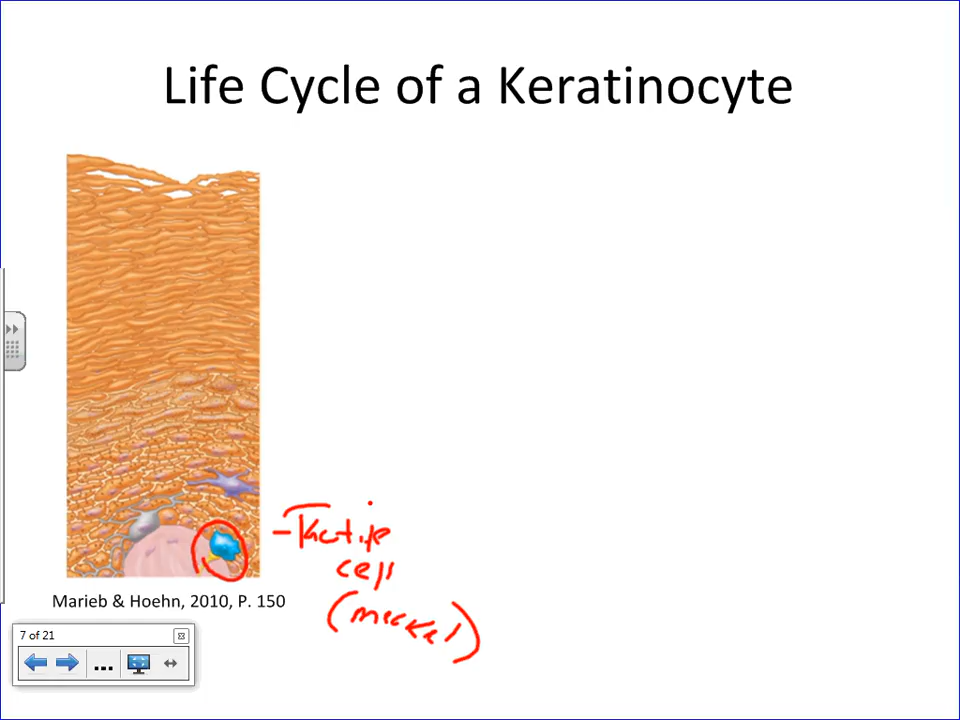 Life Cycle of a Keratinocyte
- Tactile
cell
(merkel)
Marieb & Hoehn, 2010, P. 150
7 of 21
...